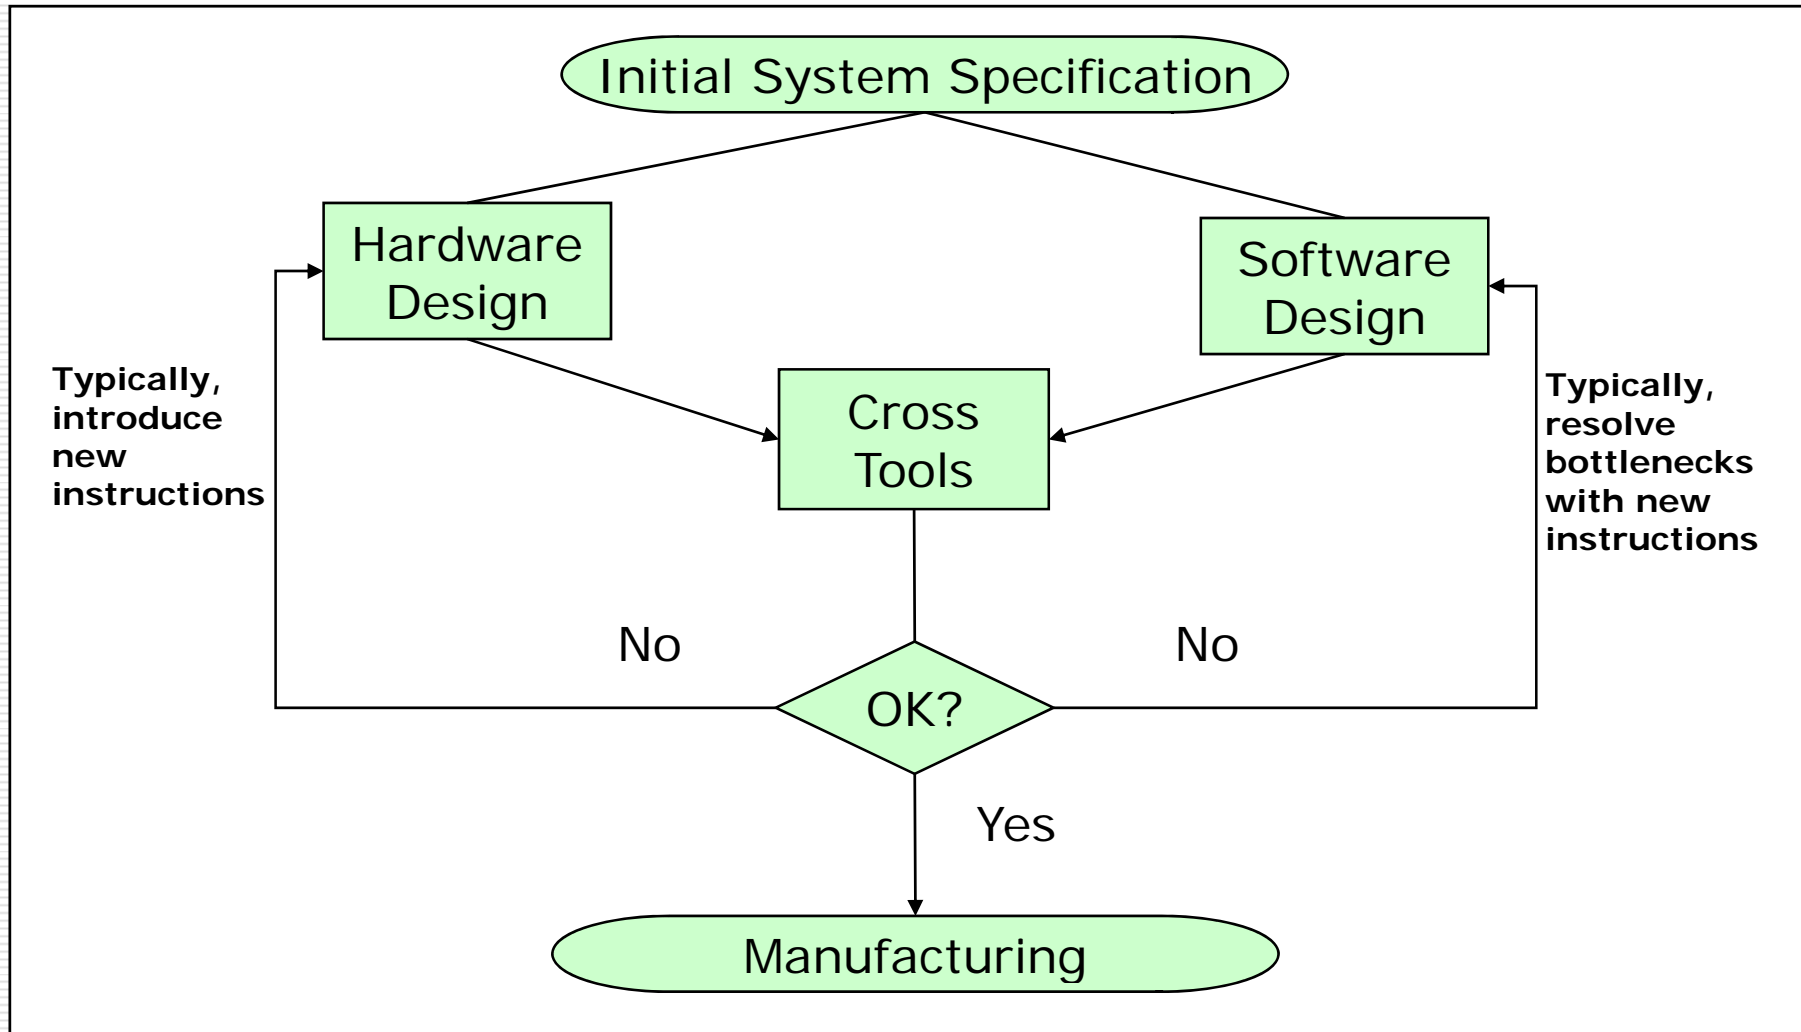 Initial System Specification
Hardware
Design
Software
Design
Typically,
introduce
new
instructions
Cross
Tools
Typically,
resolve
bottlenecks
with new
instructions
No
No
OK?
Yes
Manufacturing